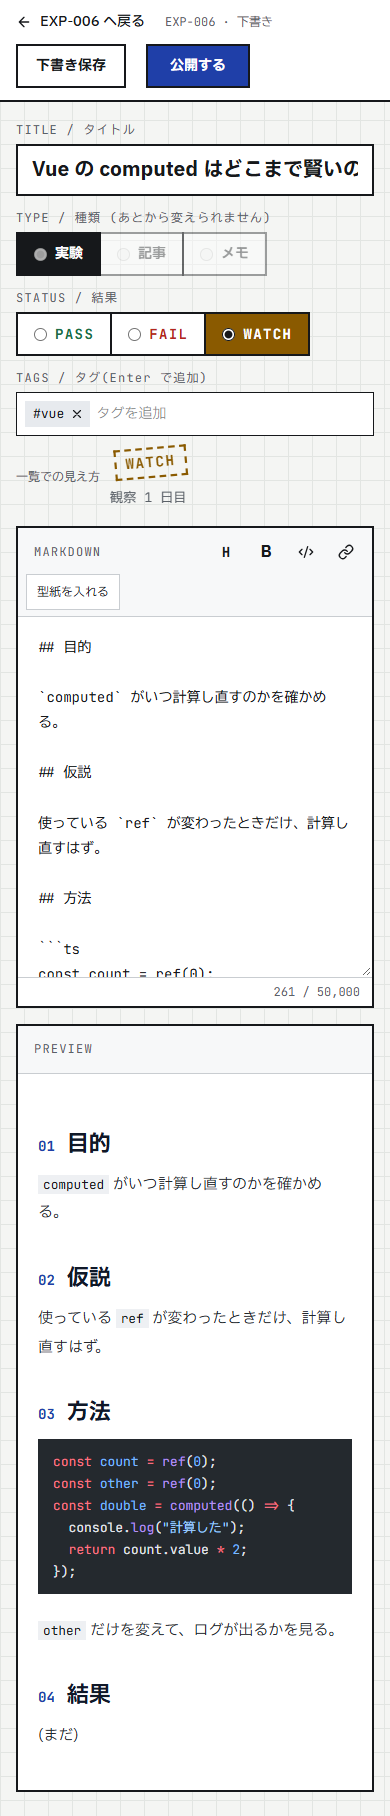 ← EXP-006 へ戻る EXP-006 · 下書き
下書き保存 公開する
TITLE / タイトル
Vue の computed はどこまで賢いの
TYPE / 種類 (あとから変えられません)
実験 記事 メモ
STATUS / 結果
PASS FAIL WATCH
TAGS / タグ(Enter で追加)
#vue × タグを追加
一覧での見え方 WATCH
観察 1 日目
MARKDOWN H B </>
型紙を入れる
## 目的
`computed` がいつ計算し直すのかを確かめ
る。
## 仮説
使っている `ref` が変わったときだけ、計算し
直すはず。
## 方法
```ts
const count = ref(0);
261 / 50,000
PREVIEW
01 目的
computed がいつ計算し直すのかを確かめ
る。
02 仮説
使っている ref が変わったときだけ、計算し
直すはず。
03 方法
const count = ref(0);
const other = ref(0);
const double = computed(() => {
  console.log("計算した");
  return count.value * 2;
});
other だけを変えて、ログが出るかを見る。
04 結果
(まだ)